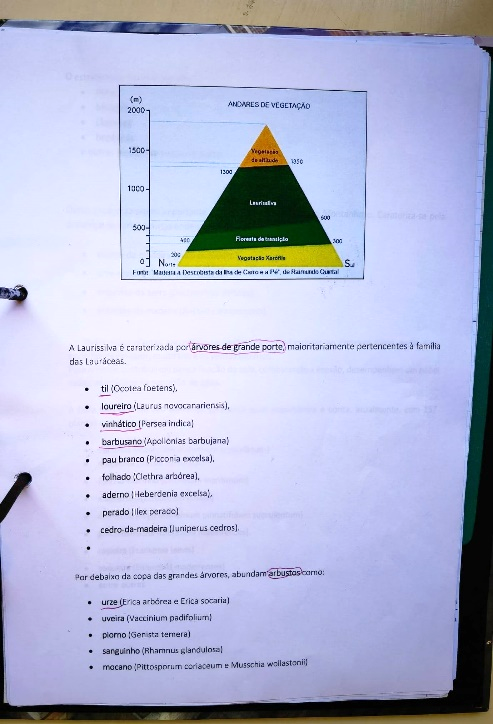 (m)
ANDARES DE VEGETAÇÃO
2000
1500
Vegetação
de altitude
1350
1300
1000
Laurissilva
600
500
400
Floresta de transição
300
200
Vegetação Xerófila
0
Norte
Sul
Fonte: "Madeira a Descoberta da Ilha de Carro e a Pé", de Raimundo Quintal
A Laurissilva é caraterizada por árvores de grande porte, maioritariamente pertencentes à família
das Lauráceas.
• til (Ocotea foetens),
• loureiro (Laurus novocanariensis),
• vinhático (Persea indica)
• barbusano (Apollonias barbujana)
• pau branco (Picconia excelsa),
• folhado (Clethra arbórea),
• aderno (Heberdenia excelsa),
• perado (Ilex perado)
• cedro-da-madeira (Juniperus cedros).
•
Por debaixo da copa das grandes árvores, abundam arbustos como:
• urze (Erica arbórea e Erica socaria)
• uveira (Vaccinium padifolium)
• piorno (Genista tenera)
• sanguinho (Rhamnus glandulosa)
• mocano (Pittosporum coriaceum e Musschia wollastonii)